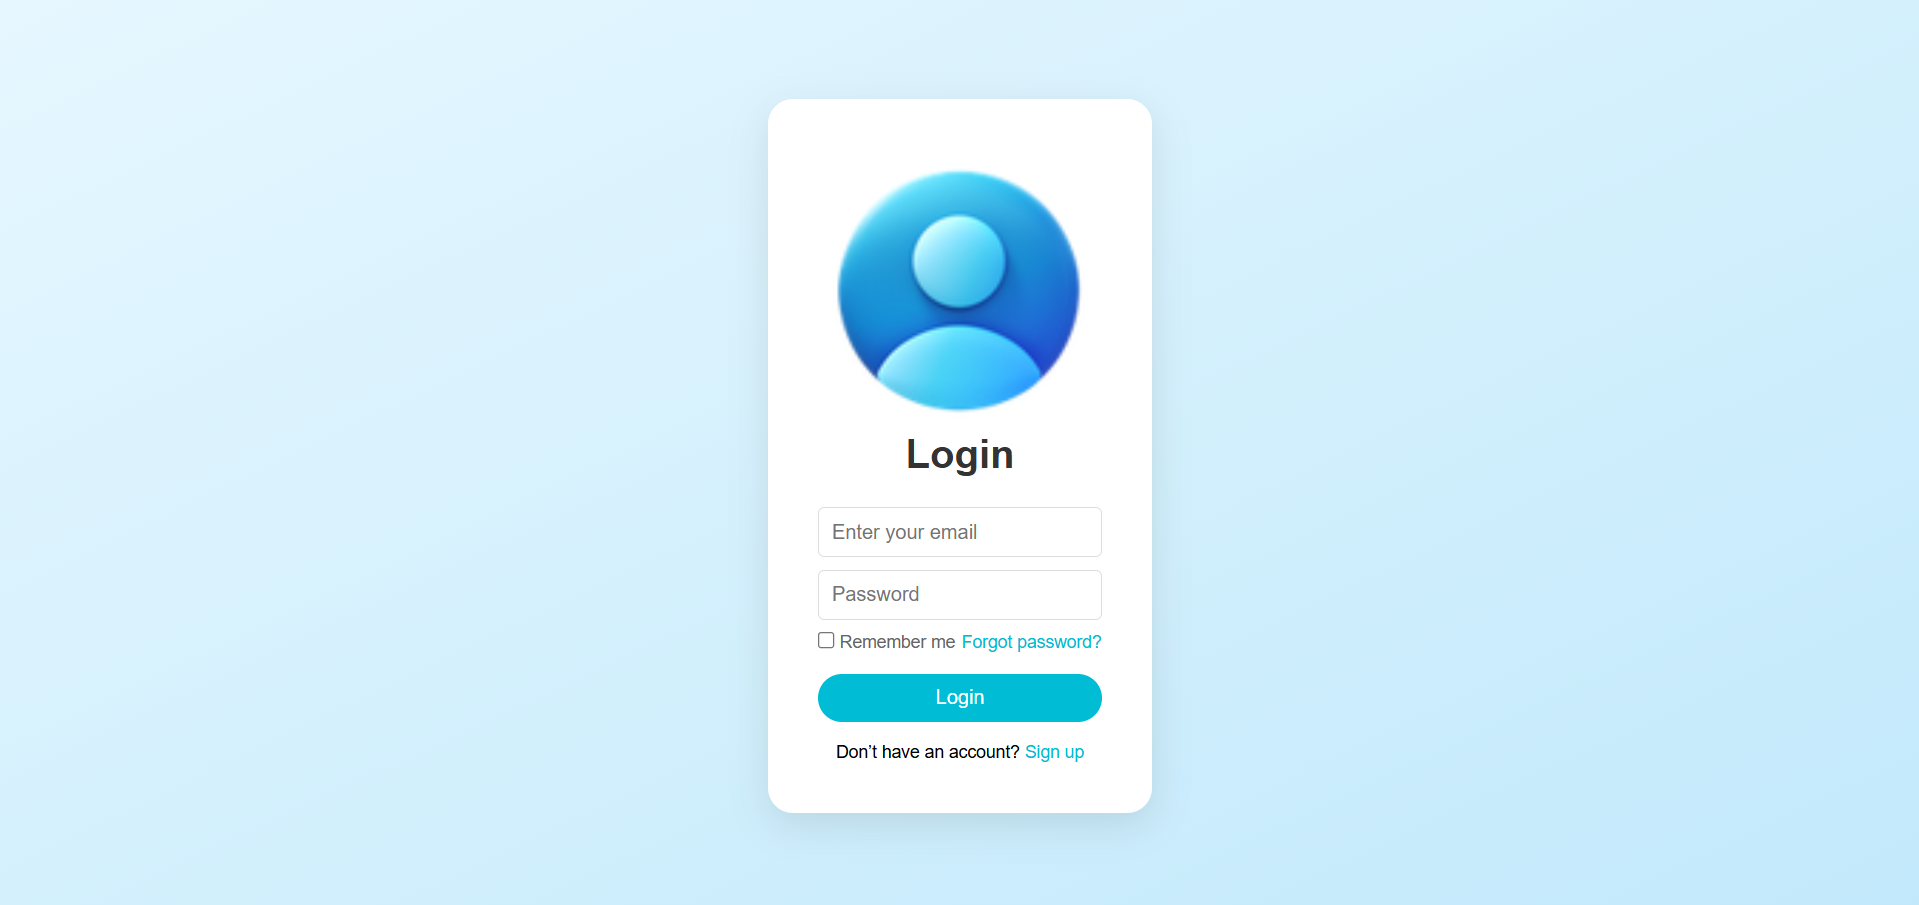 Login
Enter your email
Password
Remember me Forgot password?
Login
Don’t have an account? Sign up